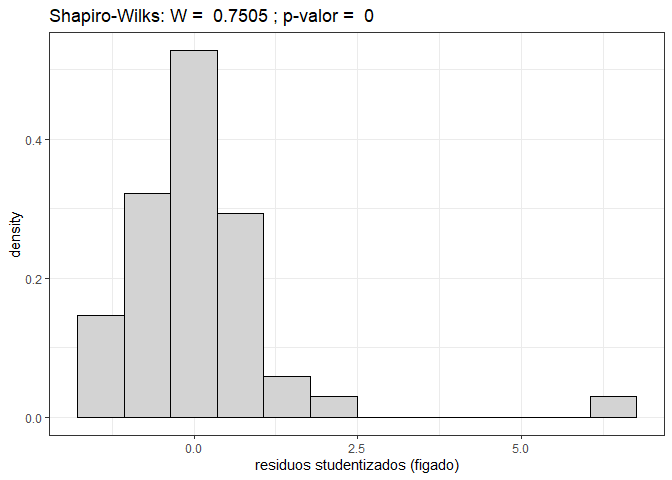 Shapiro-Wilks: W =  0.7505 ; p-valor =  0
density
0.4
0.2
0.0
0.0 2.5 5.0
residuos studentizados (figado)